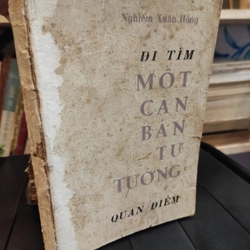 Nghiêm Xuân Hồng
ĐI TÌM
MỘT
CĂN
BẢN
TƯ
TƯỞNG
QUAN ĐIỂM